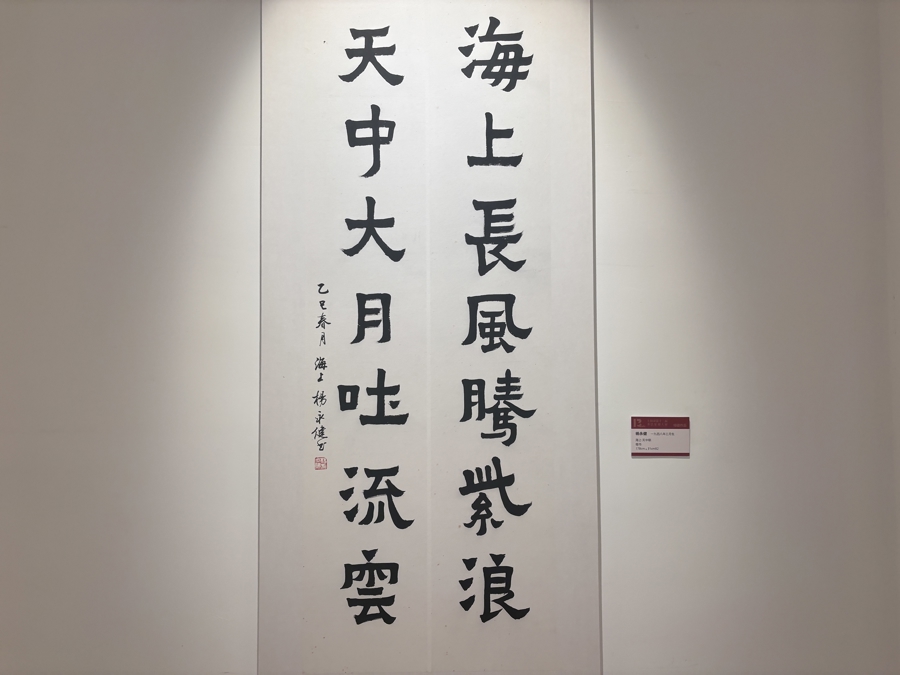 海上長風騰紫浪
天中大月吐流雲
乙巳春月 海上 楊永健書